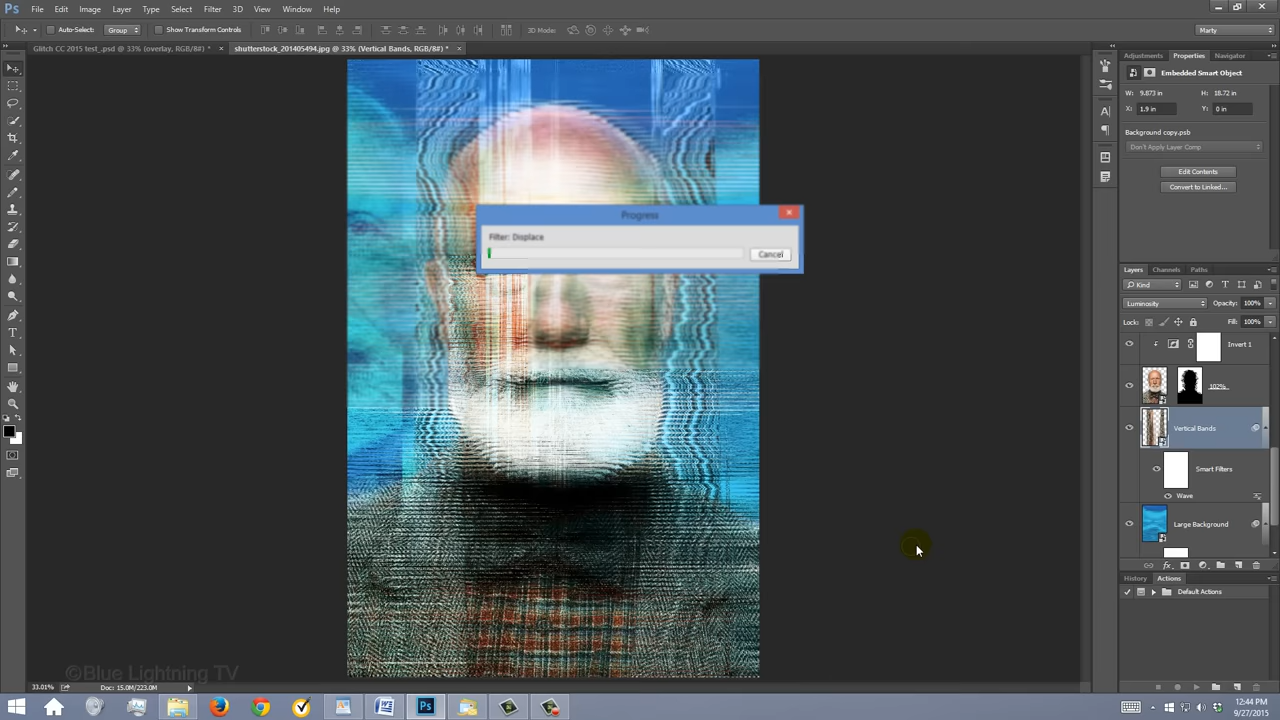 Ps File Edit Image Layer Type Select Filter 3D View Window Help
Auto-Select: Group Show Transform Controls 3D Mode: Marty
Glitch CC 2015 test_.psd @ 33% (overlay, RGB/8#) * × shutterstock_201405494.jpg @ 33% (Vertical Bands, RGB/8#) * ×
Adjustments Properties Navigator
Embedded Smart Object
W: 9.873 in H: 18.72 in
X: 1.9 in Y: 0 in
Background copy.psb
Don't Apply Layer Comp
Edit Contents
Convert to Linked...
Progress
Filter: Displace
Cancel
Layers Channels Paths
Kind
Luminosity Opacity: 100%
Lock: Fill: 100%
Invert 1
102%
Vertical Bands
Smart Filters
Wave
Large Background
fx
History Actions
Default Actions
©Blue Lightning TV
33.01% Doc: 15.0M/223.0M
Ps
12:44 PM
9/27/2015